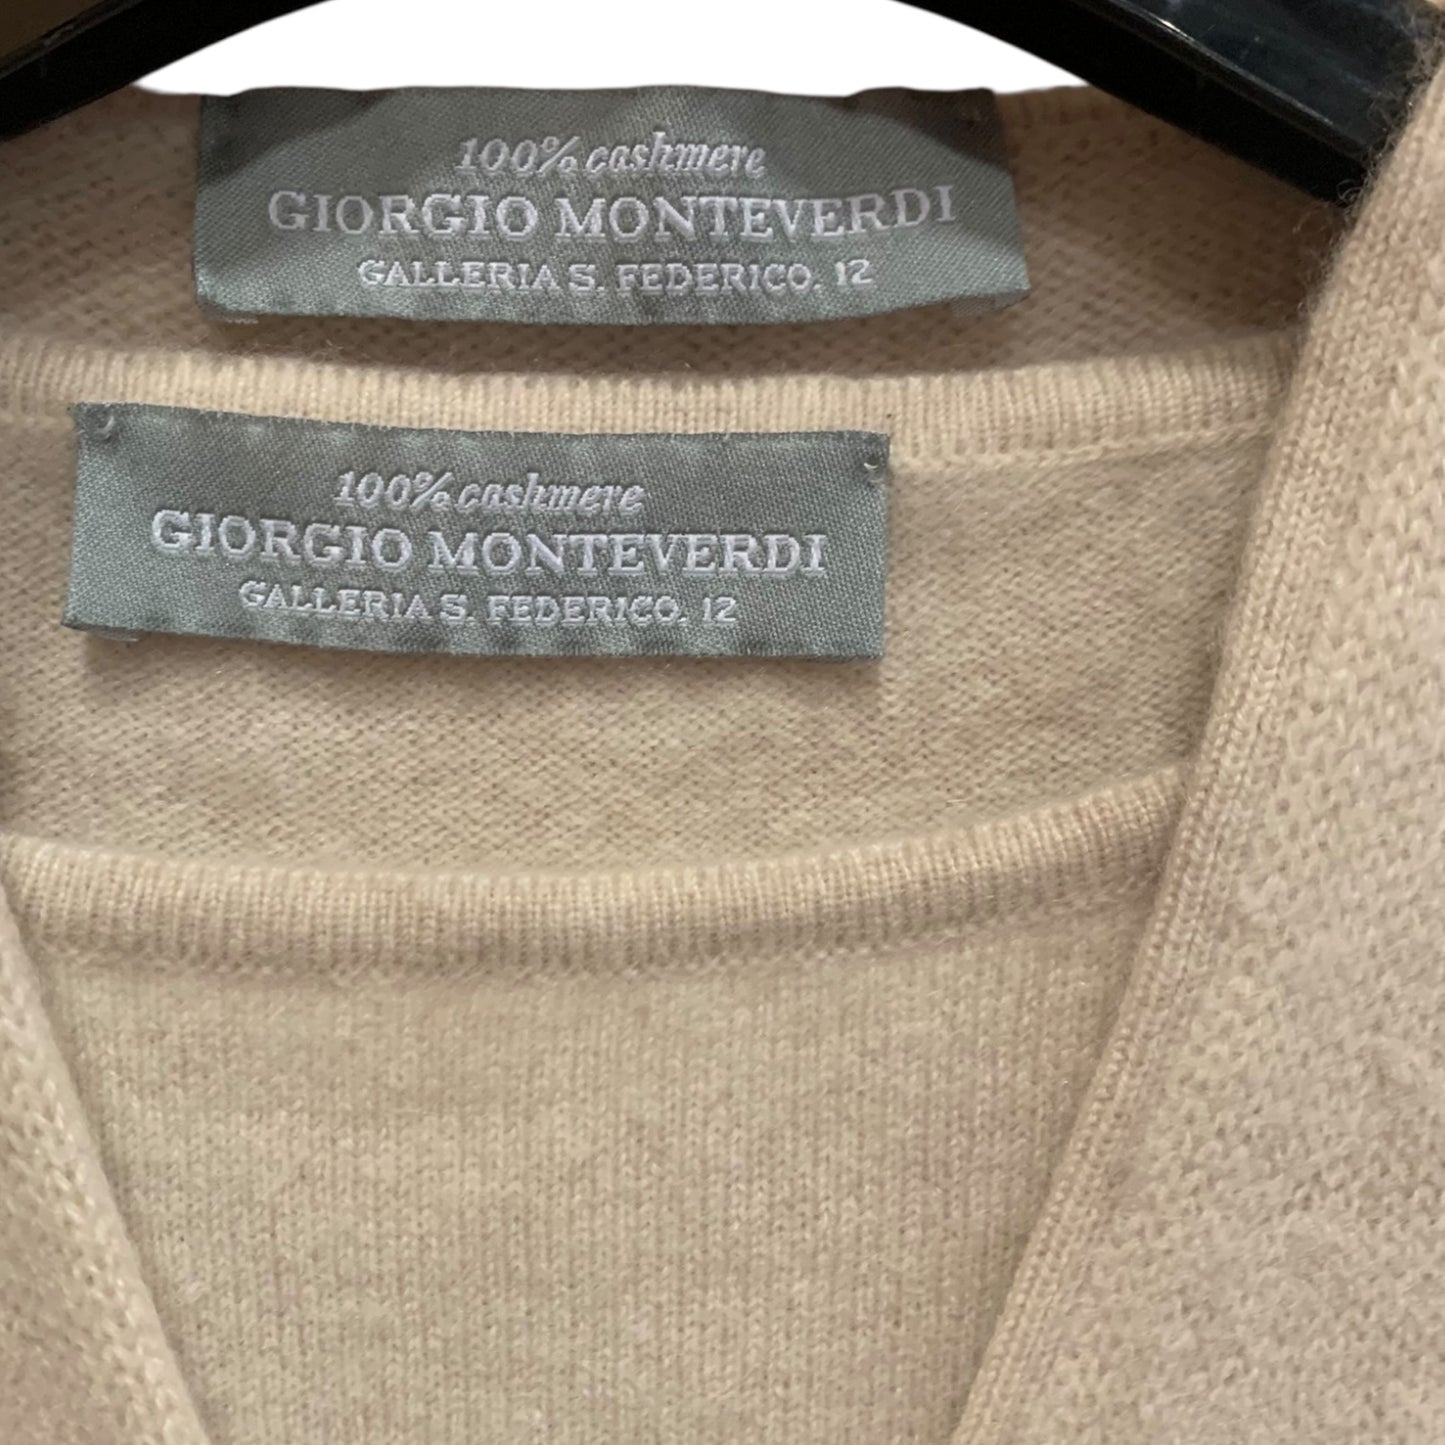 100% cashmere
GIORGIO MONTEVERDI
GALLERIA S. FEDERICO, 12
100% cashmere
GIORGIO MONTEVERDI
GALLERIA S. FEDERICO, 12